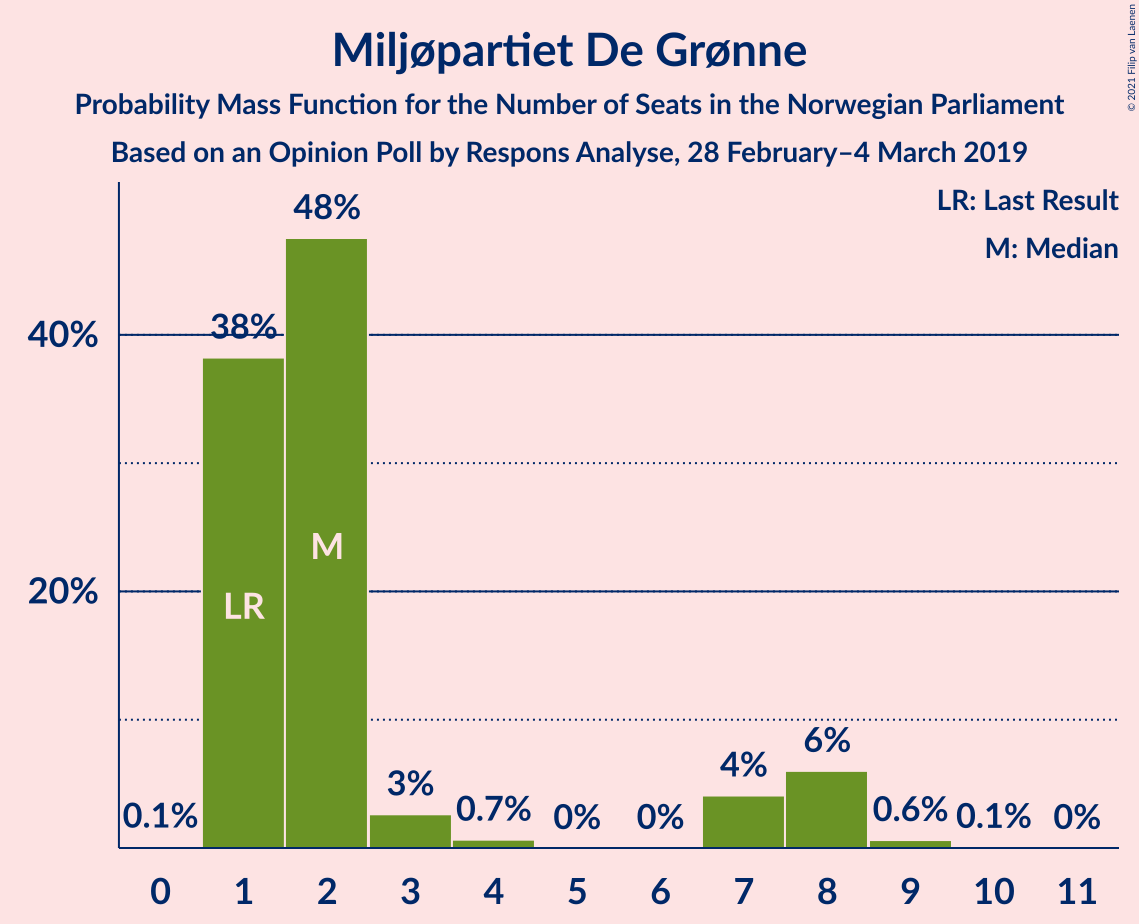 Miljøpartiet De Grønne
Probability Mass Function for the Number of Seats in the Norwegian Parliament
Based on an Opinion Poll by Respons Analyse, 28 February–4 March 2019
© 2021 Filip van Laenen
LR: Last Result
M: Median
48%
38%
40%
M
20%
LR
6%
4%
3%
0.1%
0.7%
0%
0%
0.6%
0.1%
0%
0 1 2 3 4 5 6 7 8 9 10 11